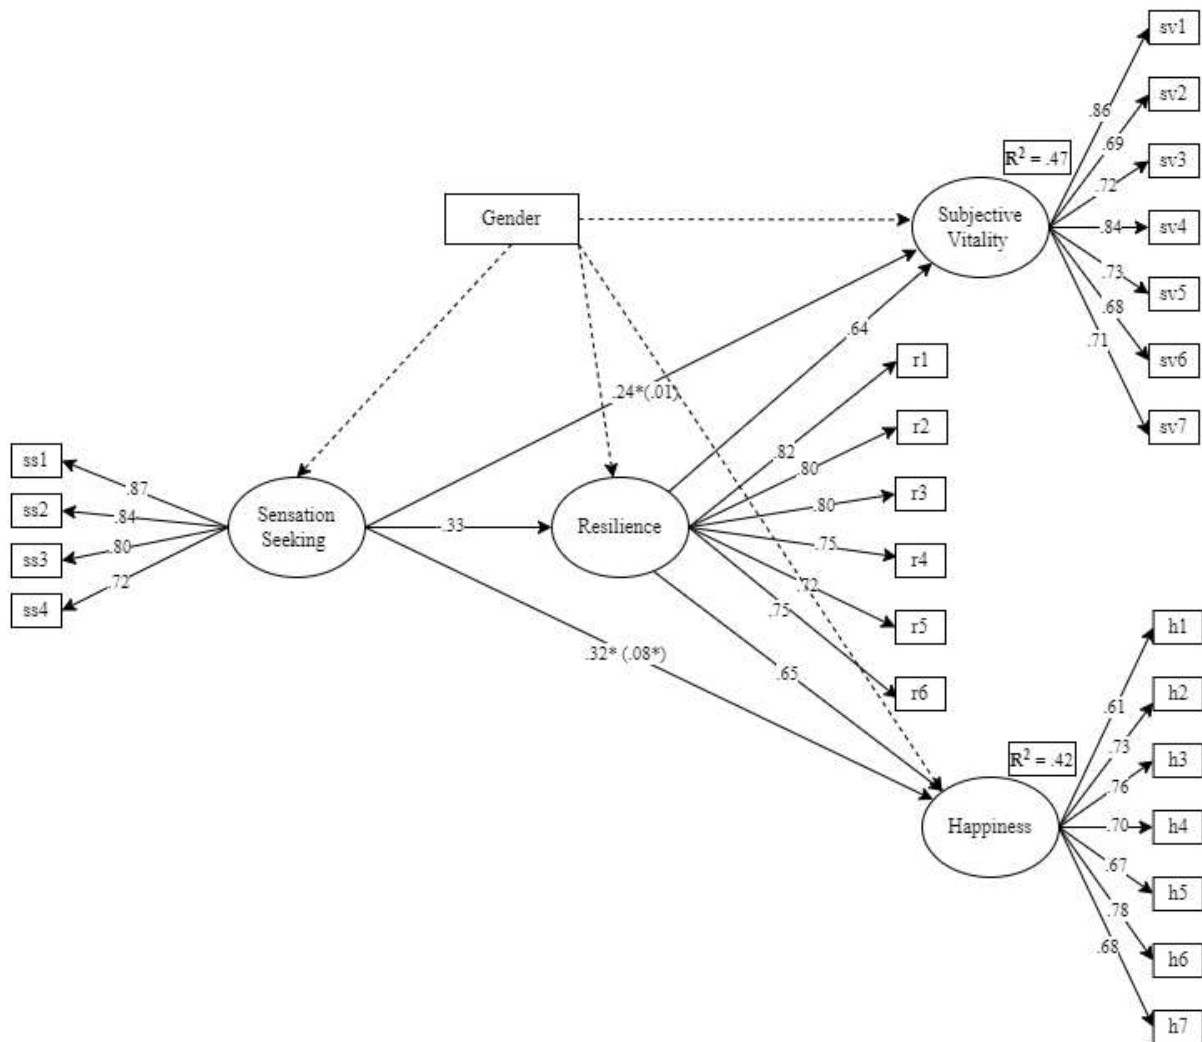 sv1
.86
sv2
.69
R² = .47
sv3
.72
Gender
Subjective
Vitality
.84
sv4
.73
sv5
.68
sv6
.71
sv7
.64
r1
.24*(.01)
.82
r2
.80
r3
.80
r4
.75
r5
.72
r6
.75
ss1
.87
ss2
.84
ss3
.80
ss4
.72
Sensation
Seeking
.33
Resilience
.32* (.08*)
.65
h1
.61
h2
.73
R² = .42
h3
.76
Happiness
.70
h4
.67
h5
.78
h6
.68
h7